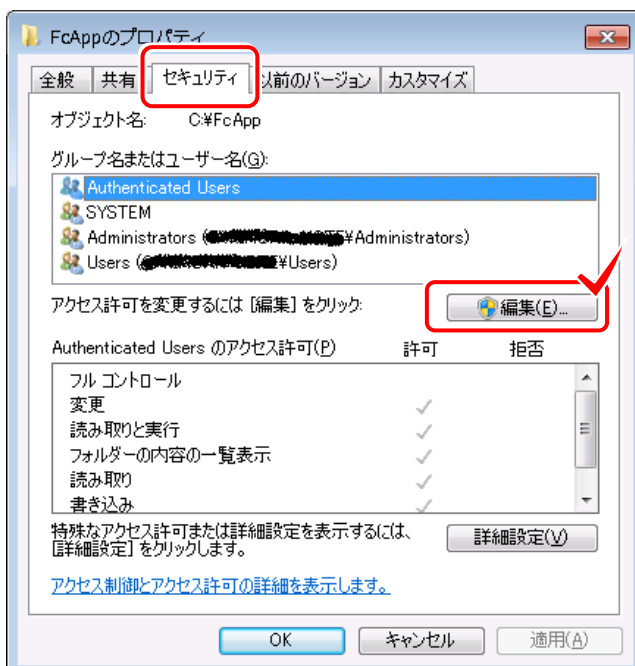 FcAppのプロパティ
全般 共有 セキュリティ 以前のバージョン カスタマイズ
オブジェクト名: C:¥FcApp
グループ名またはユーザー名(G):
Authenticated Users
SYSTEM
Administrators (¥Administrators)
Users (¥Users)
アクセス許可を変更するには [編集] をクリック:
編集(E)...
Authenticated Users のアクセス許可(P) 許可 拒否
フル コントロール
変更
読み取りと実行
フォルダーの内容の一覧表示
読み取り
書き込み
特殊なアクセス許可または詳細設定を表示するには、
[詳細設定] をクリックします。
詳細設定(V)
アクセス制御とアクセス許可の詳細を表示します。
OK キャンセル 適用(A)